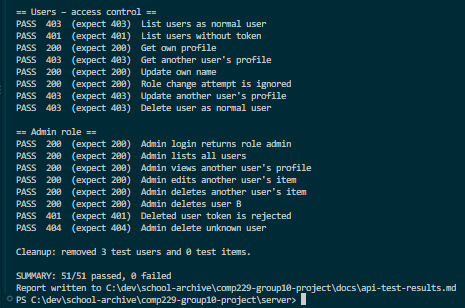 == Users – access control ==
PASS  403  (expect 403)  List users as normal user
PASS  401  (expect 401)  List users without token
PASS  200  (expect 200)  Get own profile
PASS  403  (expect 403)  Get another user's profile
PASS  200  (expect 200)  Update own name
PASS  200  (expect 200)  Role change attempt is ignored
PASS  403  (expect 403)  Update another user's profile
PASS  403  (expect 403)  Delete user as normal user
== Admin role ==
PASS  200  (expect 200)  Admin login returns role admin
PASS  200  (expect 200)  Admin lists all users
PASS  200  (expect 200)  Admin views another user's profile
PASS  200  (expect 200)  Admin edits another user's item
PASS  200  (expect 200)  Admin deletes another user's item
PASS  200  (expect 200)  Admin deletes user B
PASS  401  (expect 401)  Deleted user token is rejected
PASS  404  (expect 404)  Admin delete unknown user
Cleanup: removed 3 test users and 0 test items.
SUMMARY: 51/51 passed, 0 failed
Report written to C:\dev\school-archive\comp229-group10-project\docs\api-test-results.md
PS C:\dev\school-archive\comp229-group10-project\server>